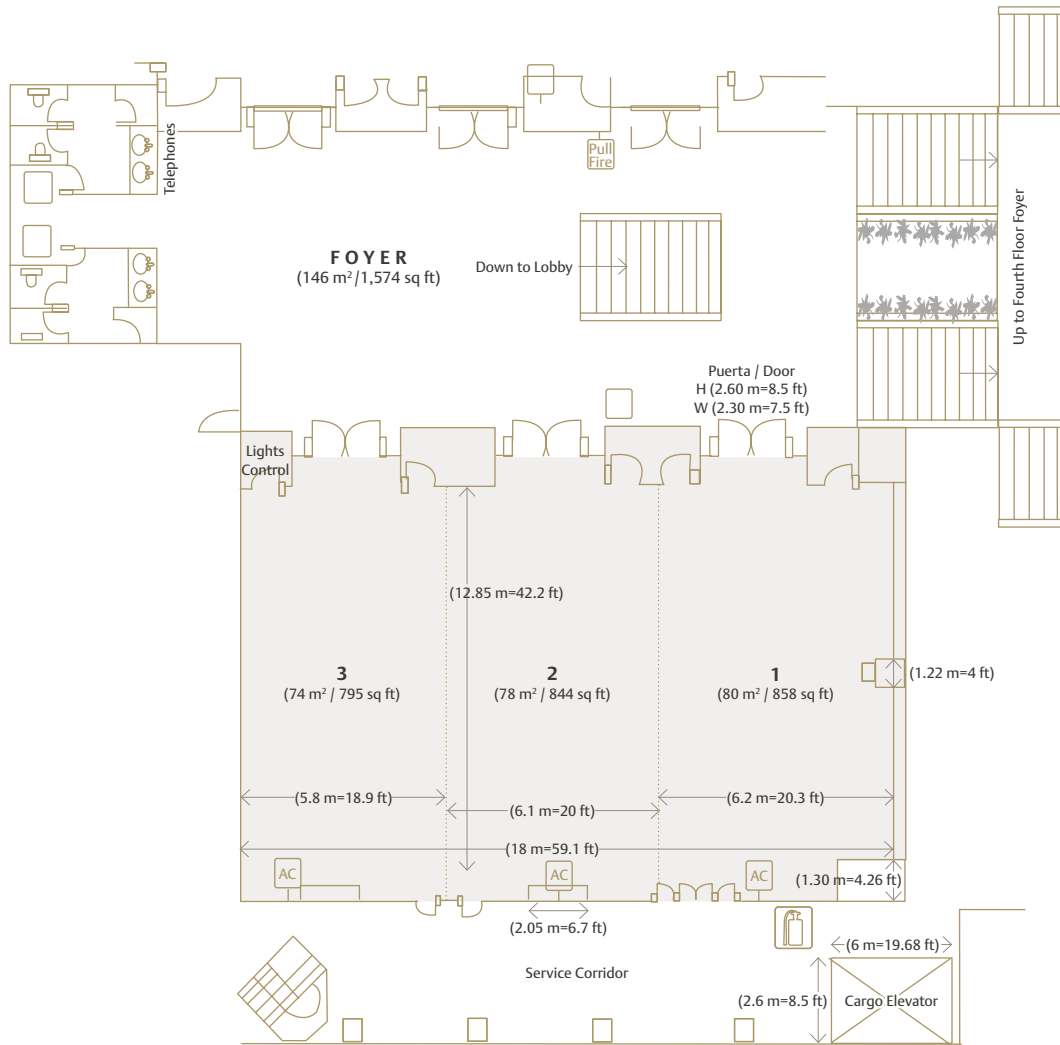 Telephones
Pull
Fire
FOYER
(146 m² / 1,574 sq ft)
Down to Lobby
Up to Fourth Floor Foyer
Puerta / Door
H (2.60 m=8.5 ft)
W (2.30 m=7.5 ft)
Lights
Control
(12.85 m=42.2 ft)
3
(74 m² / 795 sq ft)
2
(78 m² / 844 sq ft)
1
(80 m² / 858 sq ft)
(1.22 m=4 ft)
(5.8 m=18.9 ft)
(6.1 m=20 ft)
(6.2 m=20.3 ft)
(18 m=59.1 ft)
AC
AC
AC
(1.30 m=4.26 ft)
(2.05 m=6.7 ft)
(6 m=19.68 ft)
Service Corridor
(2.6 m=8.5 ft)
Cargo Elevator